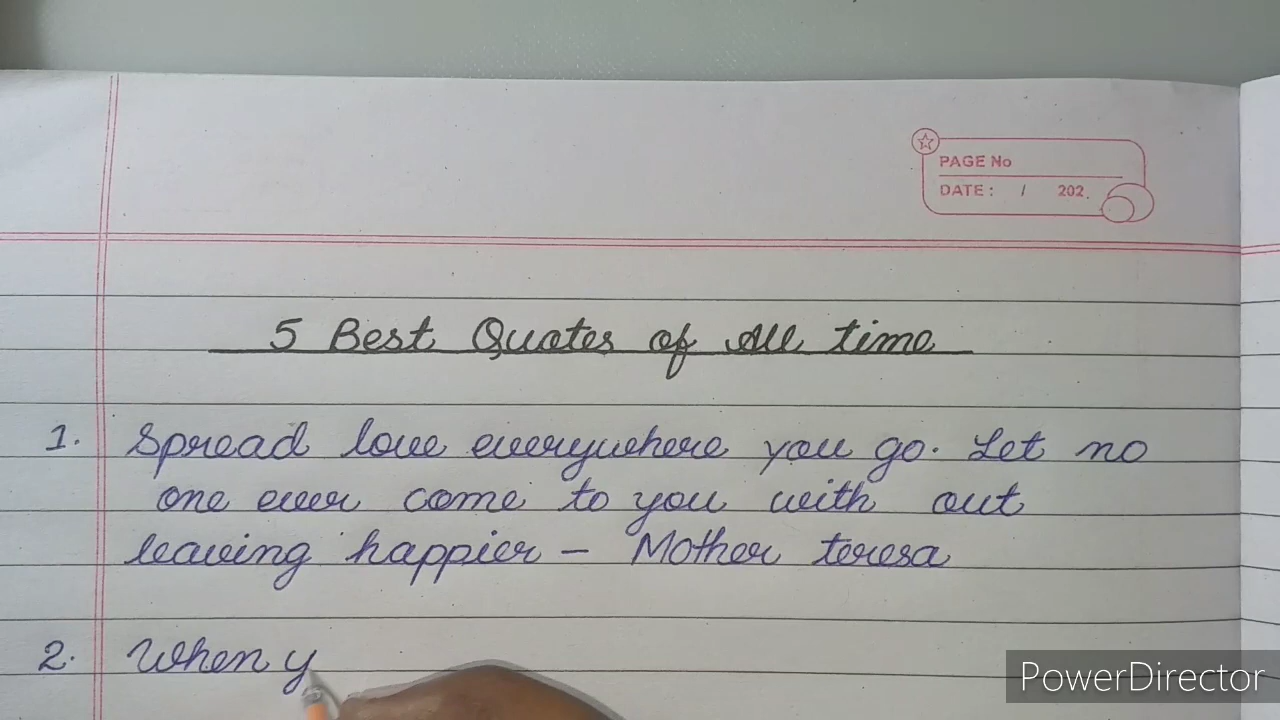 PAGE No
DATE : / 202
5 Best Quotes of All time
1. Spread love everywhere you go. Let no
one ever come to you with out
leaving happier - Mother teresa
2. When y
PowerDirector